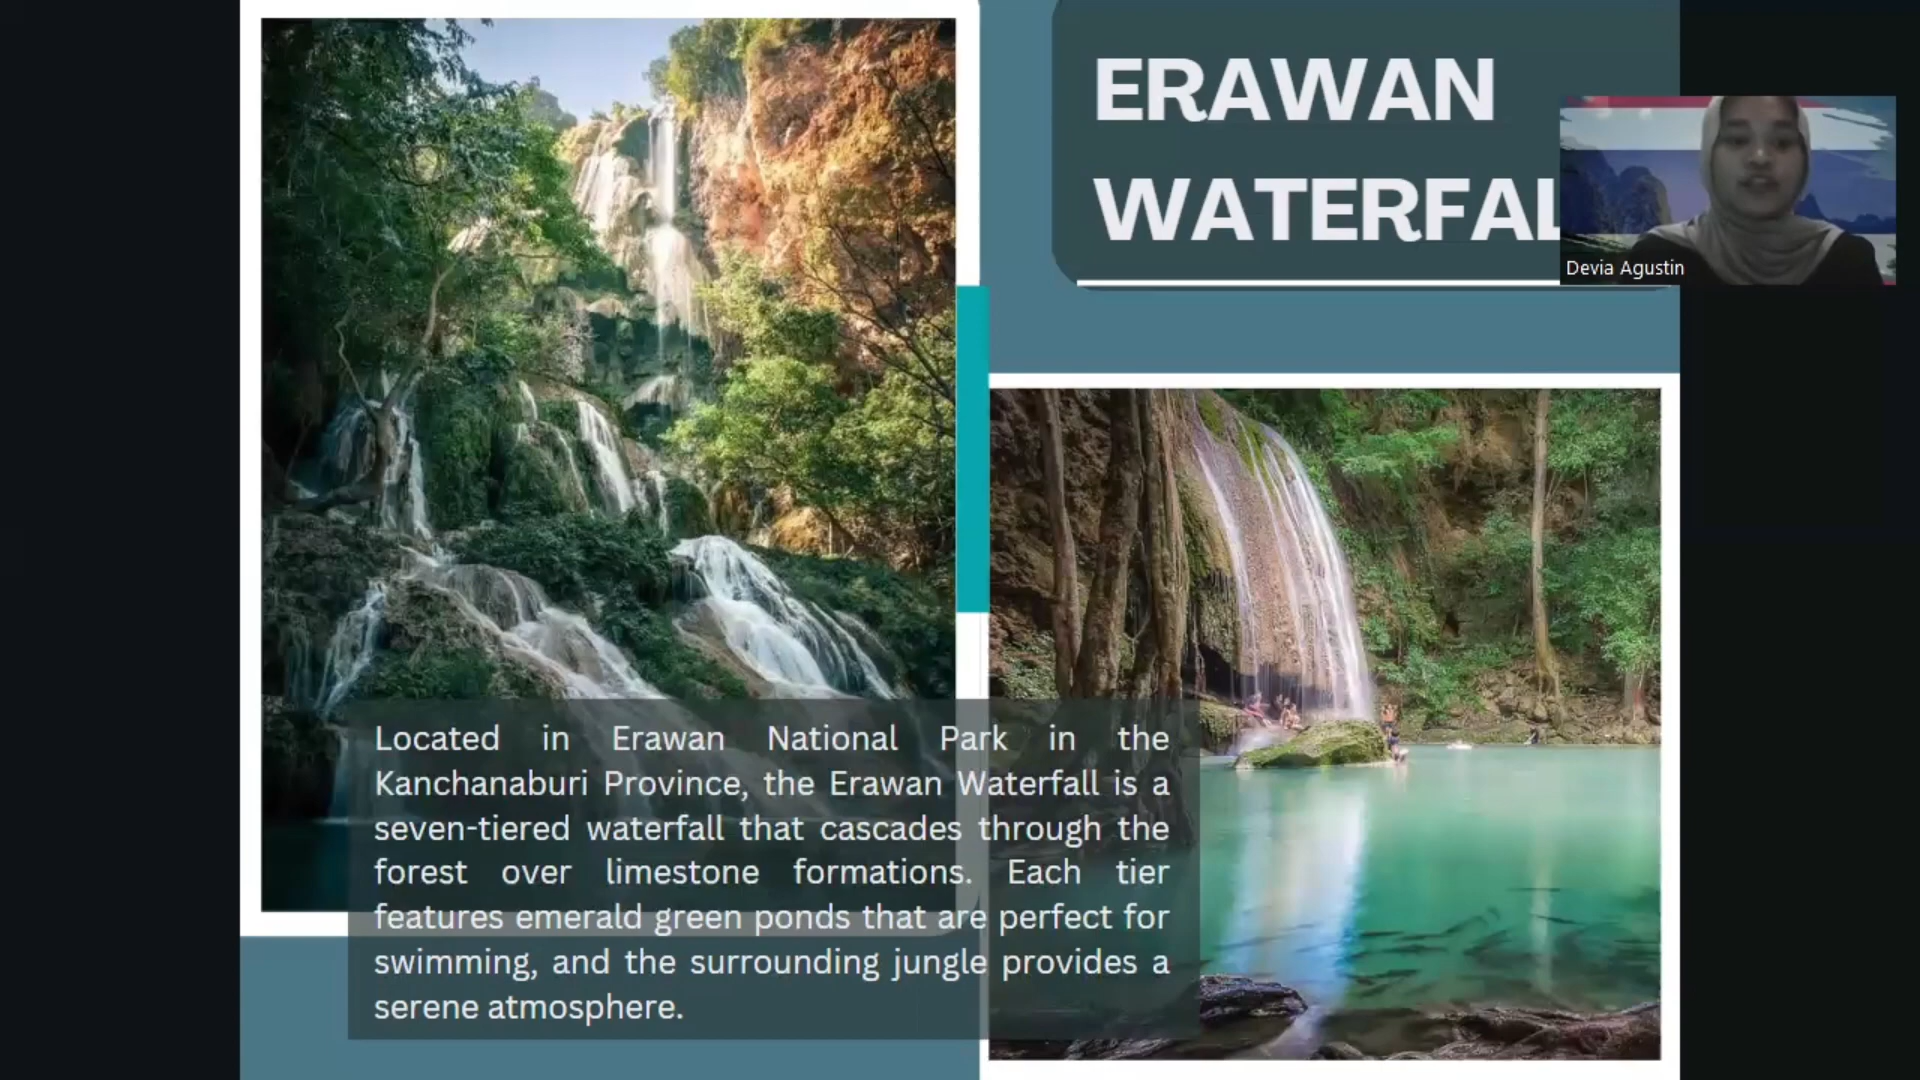 ERAWAN
WATERFAL
Devia Agustin
Located in Erawan National Park in the
Kanchanaburi Province, the Erawan Waterfall is a
seven-tiered waterfall that cascades through the
forest over limestone formations. Each tier
features emerald green ponds that are perfect for
swimming, and the surrounding jungle provides a
serene atmosphere.